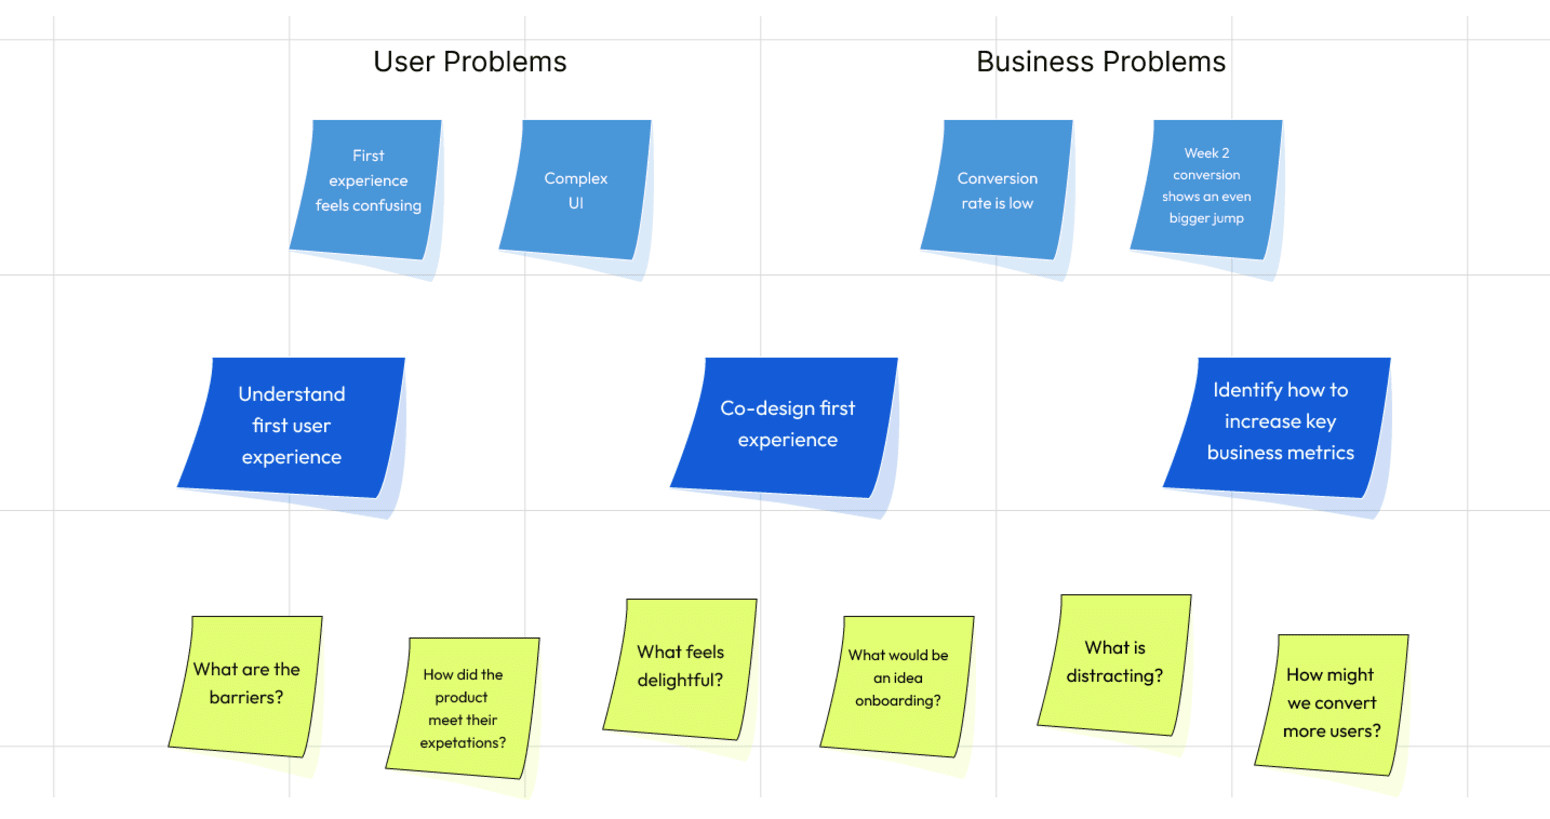 User Problems
Business Problems
First
experience
feels confusing
Complex
UI
Conversion
rate is low
Week 2
conversion
shows an even
bigger jump
Understand
first user
experience
Co-design first
experience
Identify how to
increase key
business metrics
What are the
barriers?
How did the
product
meet their
expetations?
What feels
delightful?
What would be
an idea
onboarding?
What is
distracting?
How might
we convert
more users?